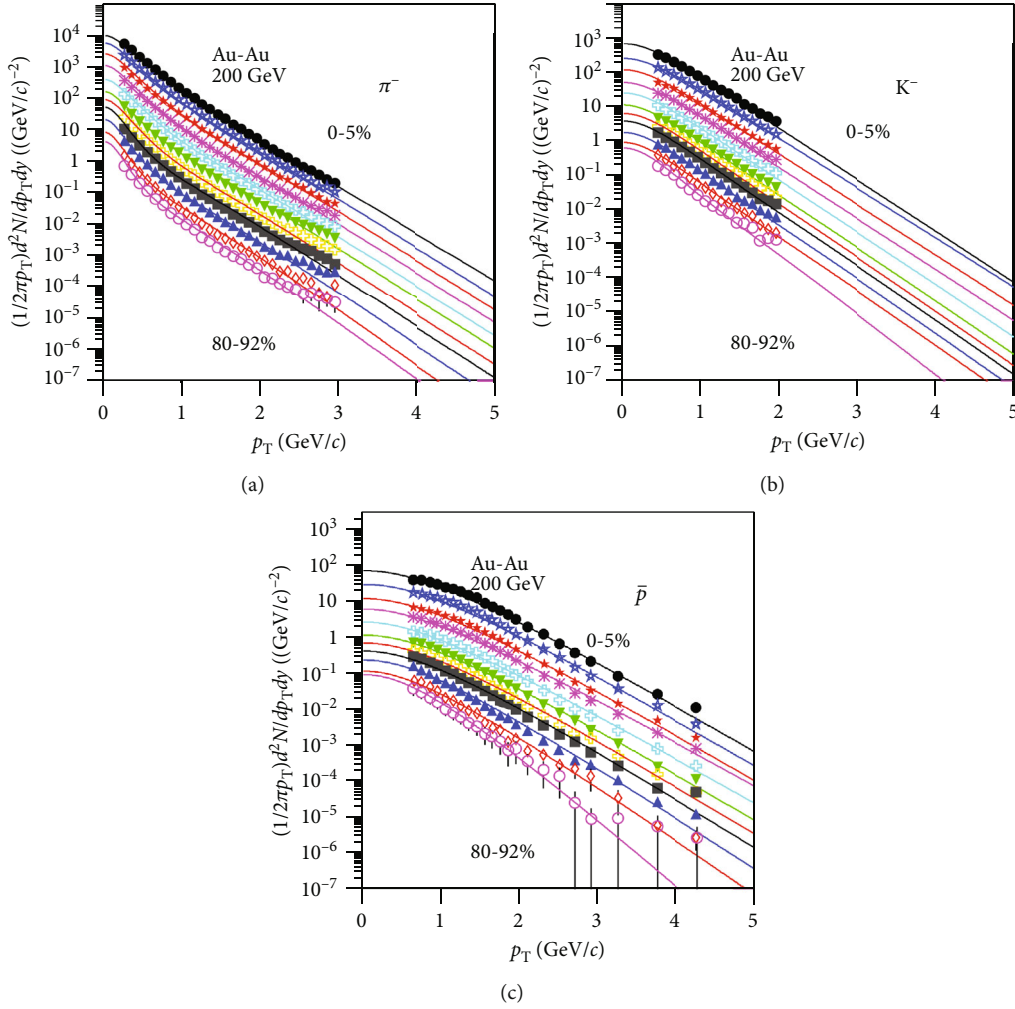 10⁴
10³
10²
10
1
10⁻¹
10⁻²
10⁻³
10⁻⁴
10⁻⁵
10⁻⁶
10⁻⁷
(1/2πp_T)d²N/dp_Tdy ((GeV/c)⁻²)
Au-Au
200 GeV
π⁻
0-5%
80-92%
0 1 2 3 4 5
p_T (GeV/c)
(a)
10³
10²
10
1
10⁻¹
10⁻²
10⁻³
10⁻⁴
10⁻⁵
10⁻⁶
10⁻⁷
(1/2πp_T)d²N/dp_Tdy ((GeV/c)⁻²)
Au-Au
200 GeV
K⁻
0-5%
80-92%
0 1 2 3 4 5
p_T (GeV/c)
(b)
10³
10²
10
1
10⁻¹
10⁻²
10⁻³
10⁻⁴
10⁻⁵
10⁻⁶
10⁻⁷
(1/2πp_T)d²N/dp_Tdy ((GeV/c)⁻²)
Au-Au
200 GeV
p̄
0-5%
80-92%
0 1 2 3 4 5
p_T (GeV/c)
(c)